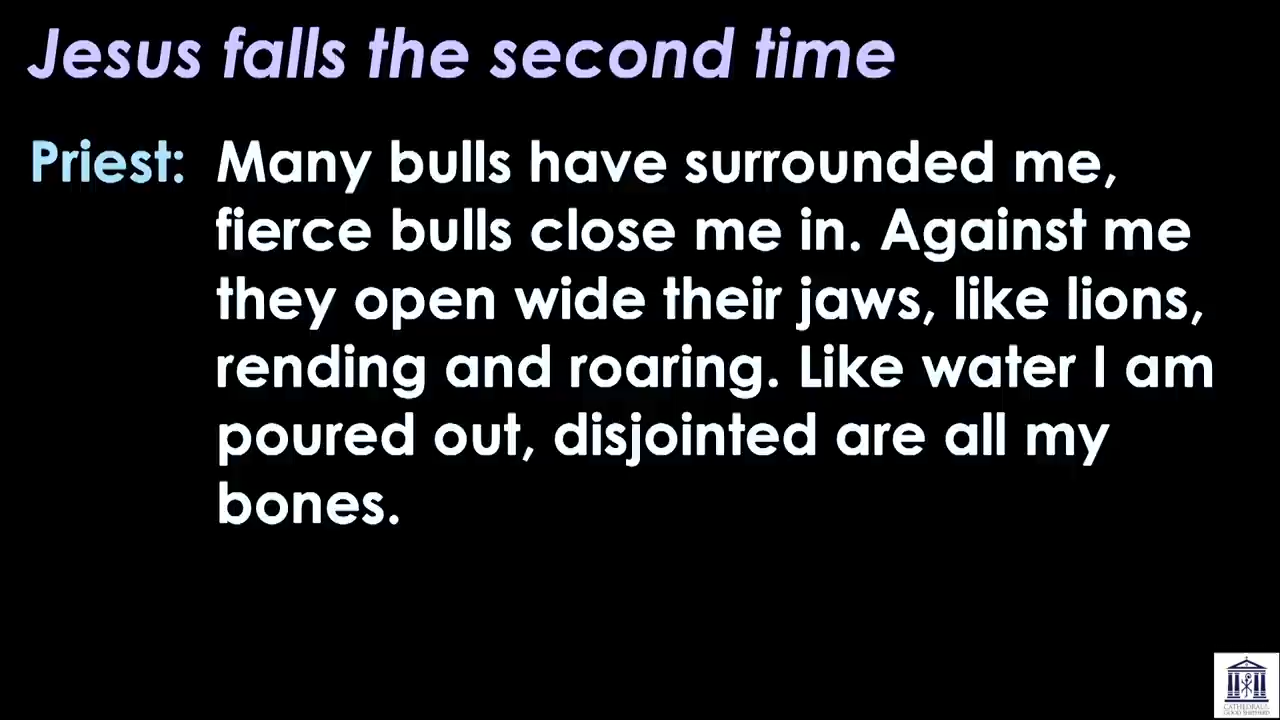 Jesus falls the second time
Priest: Many bulls have surrounded me,
fierce bulls close me in. Against me
they open wide their jaws, like lions,
rending and roaring. Like water I am
poured out, disjointed are all my
bones.